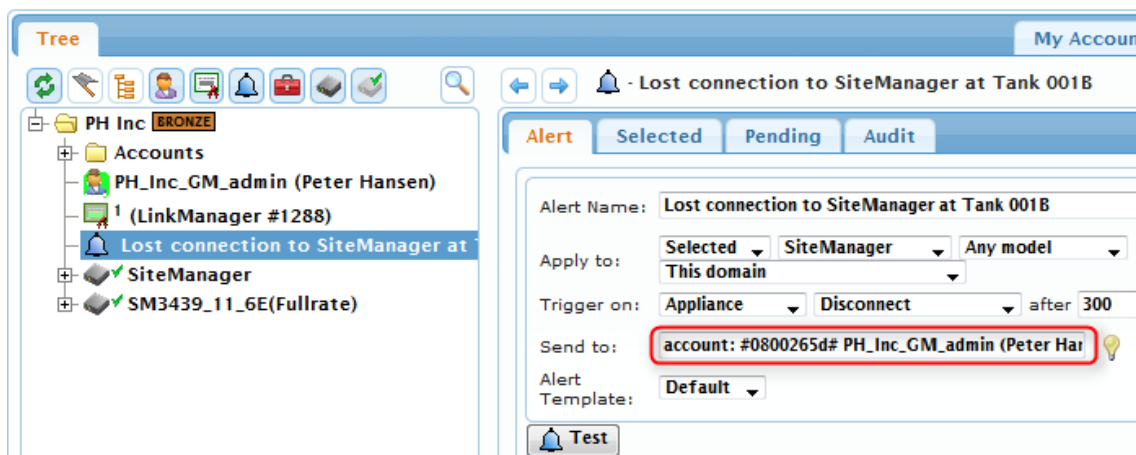 Tree
My Accoun
- Lost connection to SiteManager at Tank 001B
PH Inc BRONZE
Accounts
PH_Inc_GM_admin (Peter Hansen)
1 (LinkManager #1288)
Lost connection to SiteManager at
SiteManager
SM3439_11_6E(Fullrate)
Alert Selected Pending Audit
Alert Name: Lost connection to SiteManager at Tank 001B
Apply to: Selected SiteManager Any model
This domain
Trigger on: Appliance Disconnect after 300
Send to: account: #0800265d# PH_Inc_GM_admin (Peter Har
Alert
Template: Default
Test